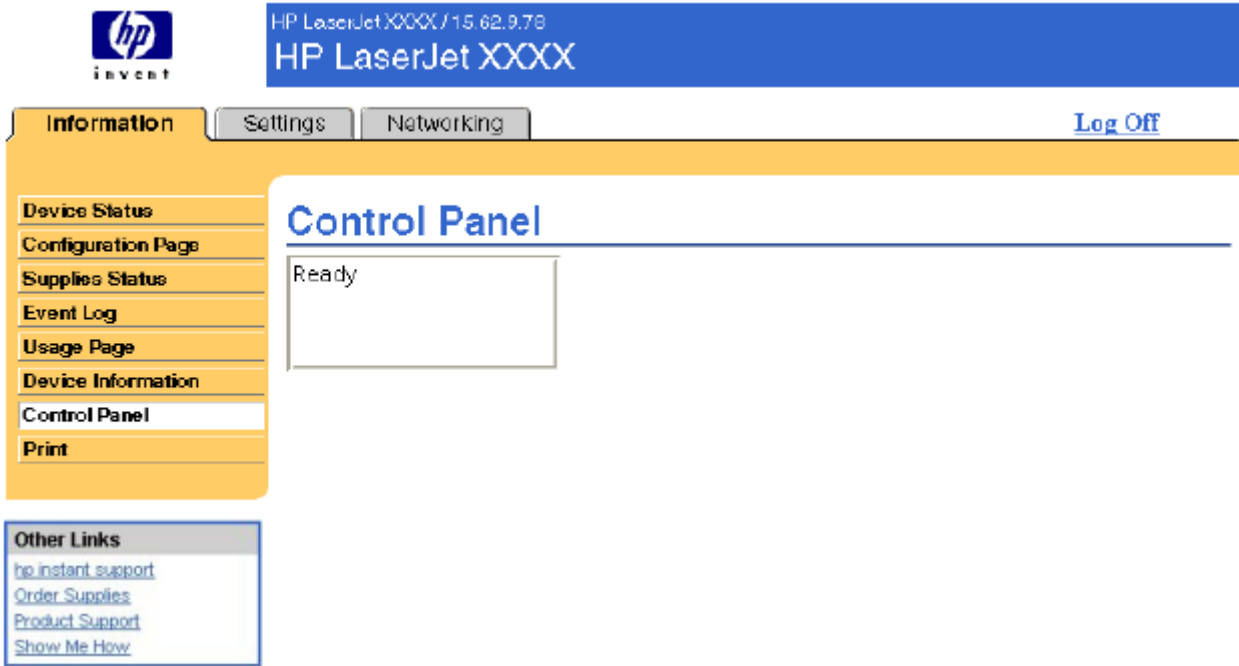 hp
invent
HP LaserJet XXXX / 15.62.9.78
HP LaserJet XXXX
Information
Settings
Networking
Log Off
Device Status
Configuration Page
Supplies Status
Event Log
Usage Page
Device Information
Control Panel
Print
Control Panel
Ready
Other Links
hp instant support
Order Supplies
Product Support
Show Me How